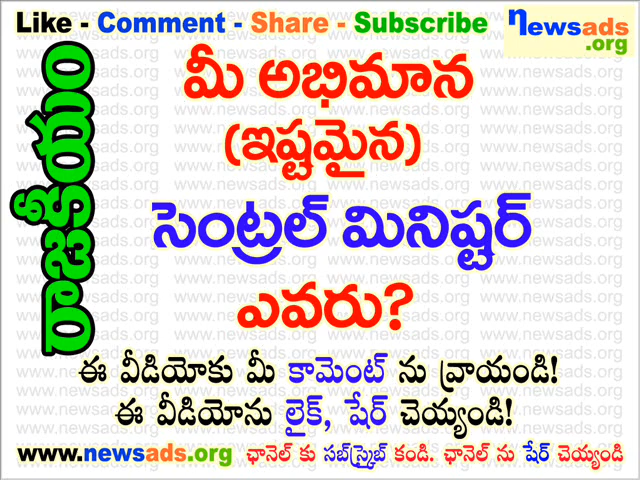 Like - Comment - Share - Subscribe
newsads
.org
రాజకీయం
మీ అభిమాన
(ఇష్టమైన)
సెంట్రల్ మినిష్టర్
ఎవరు?
ఈ వీడియోకు మీ కామెంట్ ను వ్రాయండి!
ఈ వీడియోను లైక్, షేర్ చెయ్యండి!
www.newsads.org ఛానెల్ కు సబ్‌స్క్రైబ్ కండి. ఛానెల్ ను షేర్ చెయ్యండి